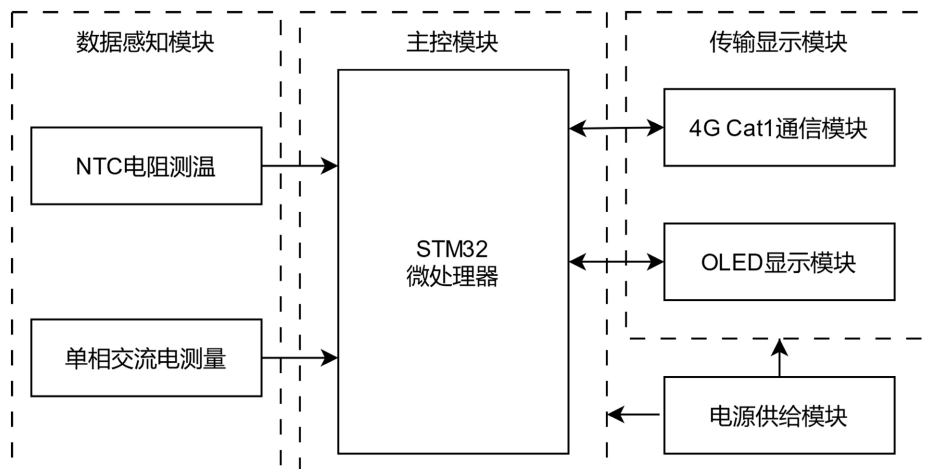 数据感知模块
主控模块
传输显示模块
NTC电阻测温
单相交流电测量
STM32
微处理器
4G Cat1通信模块
OLED显示模块
电源供给模块